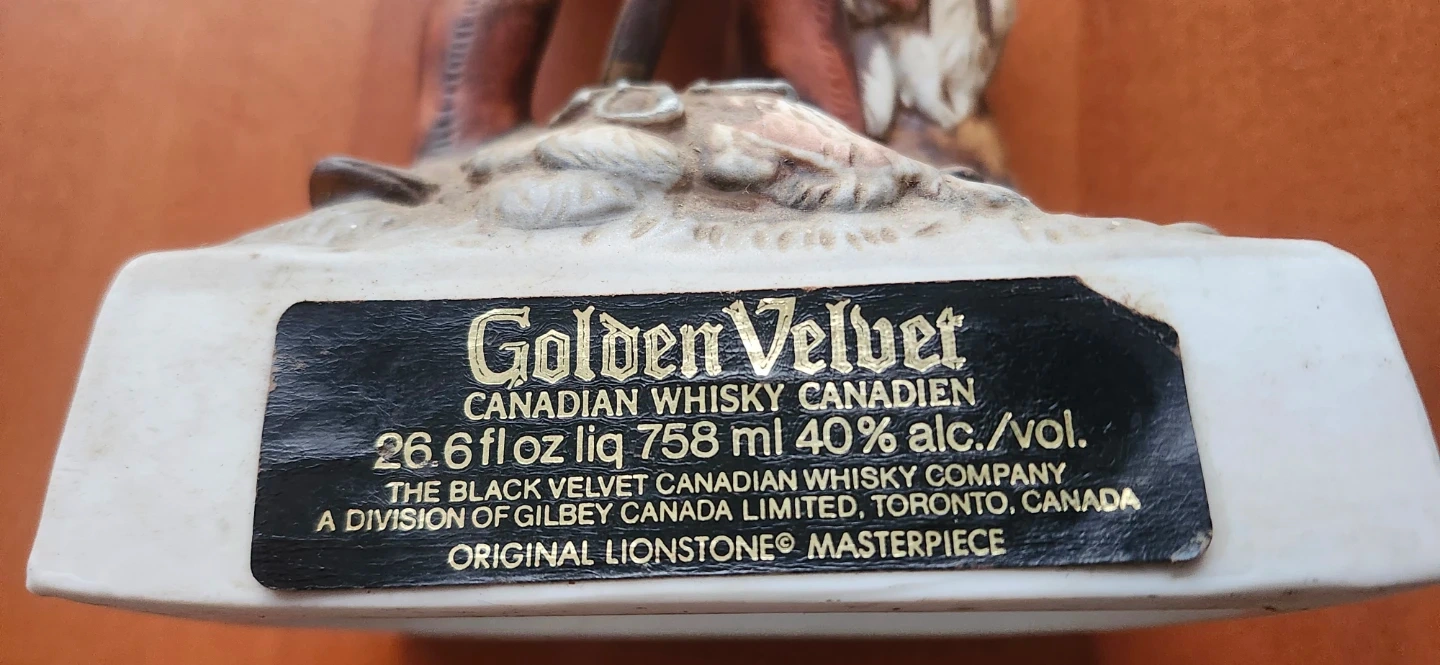 Golden Velvet
CANADIAN WHISKY CANADIEN
26.6 fl oz liq 758 ml 40% alc./vol.
THE BLACK VELVET CANADIAN WHISKY COMPANY
A DIVISION OF GILBEY CANADA LIMITED, TORONTO, CANADA
ORIGINAL LIONSTONE© MASTERPIECE